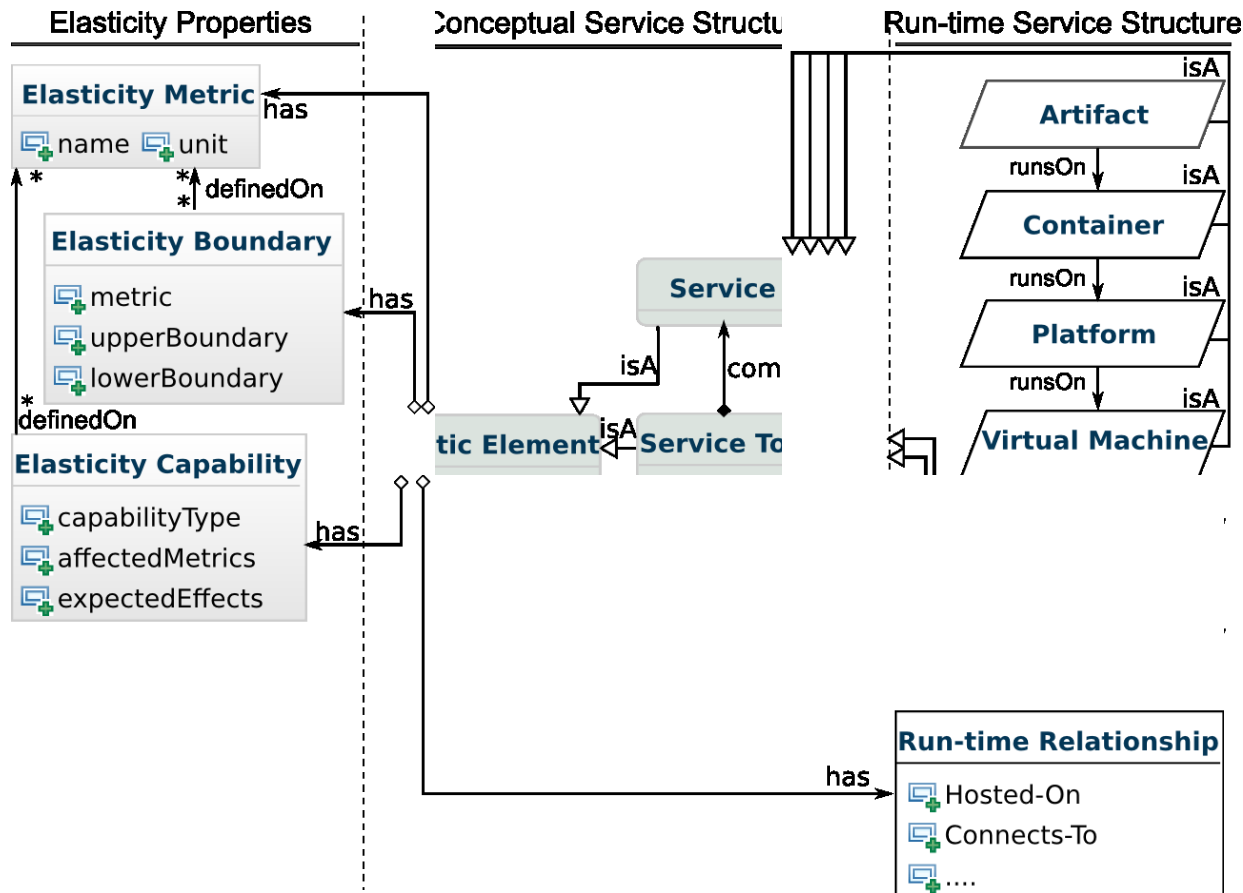 Elasticity Properties
Conceptual Service Structu
Run-time Service Structure
Elasticity Metric
name unit
has
* * *
definedOn
Elasticity Boundary
metric
upperBoundary
lowerBoundary
has
*
definedOn
Elasticity Capability
capabilityType
affectedMetrics
expectedEffects
has
Service
isA
com
tic Element
isA
Service To
isA
Artifact
runsOn
isA
Container
runsOn
isA
Platform
runsOn
isA
Virtual Machine
has
Run-time Relationship
Hosted-On
Connects-To
....